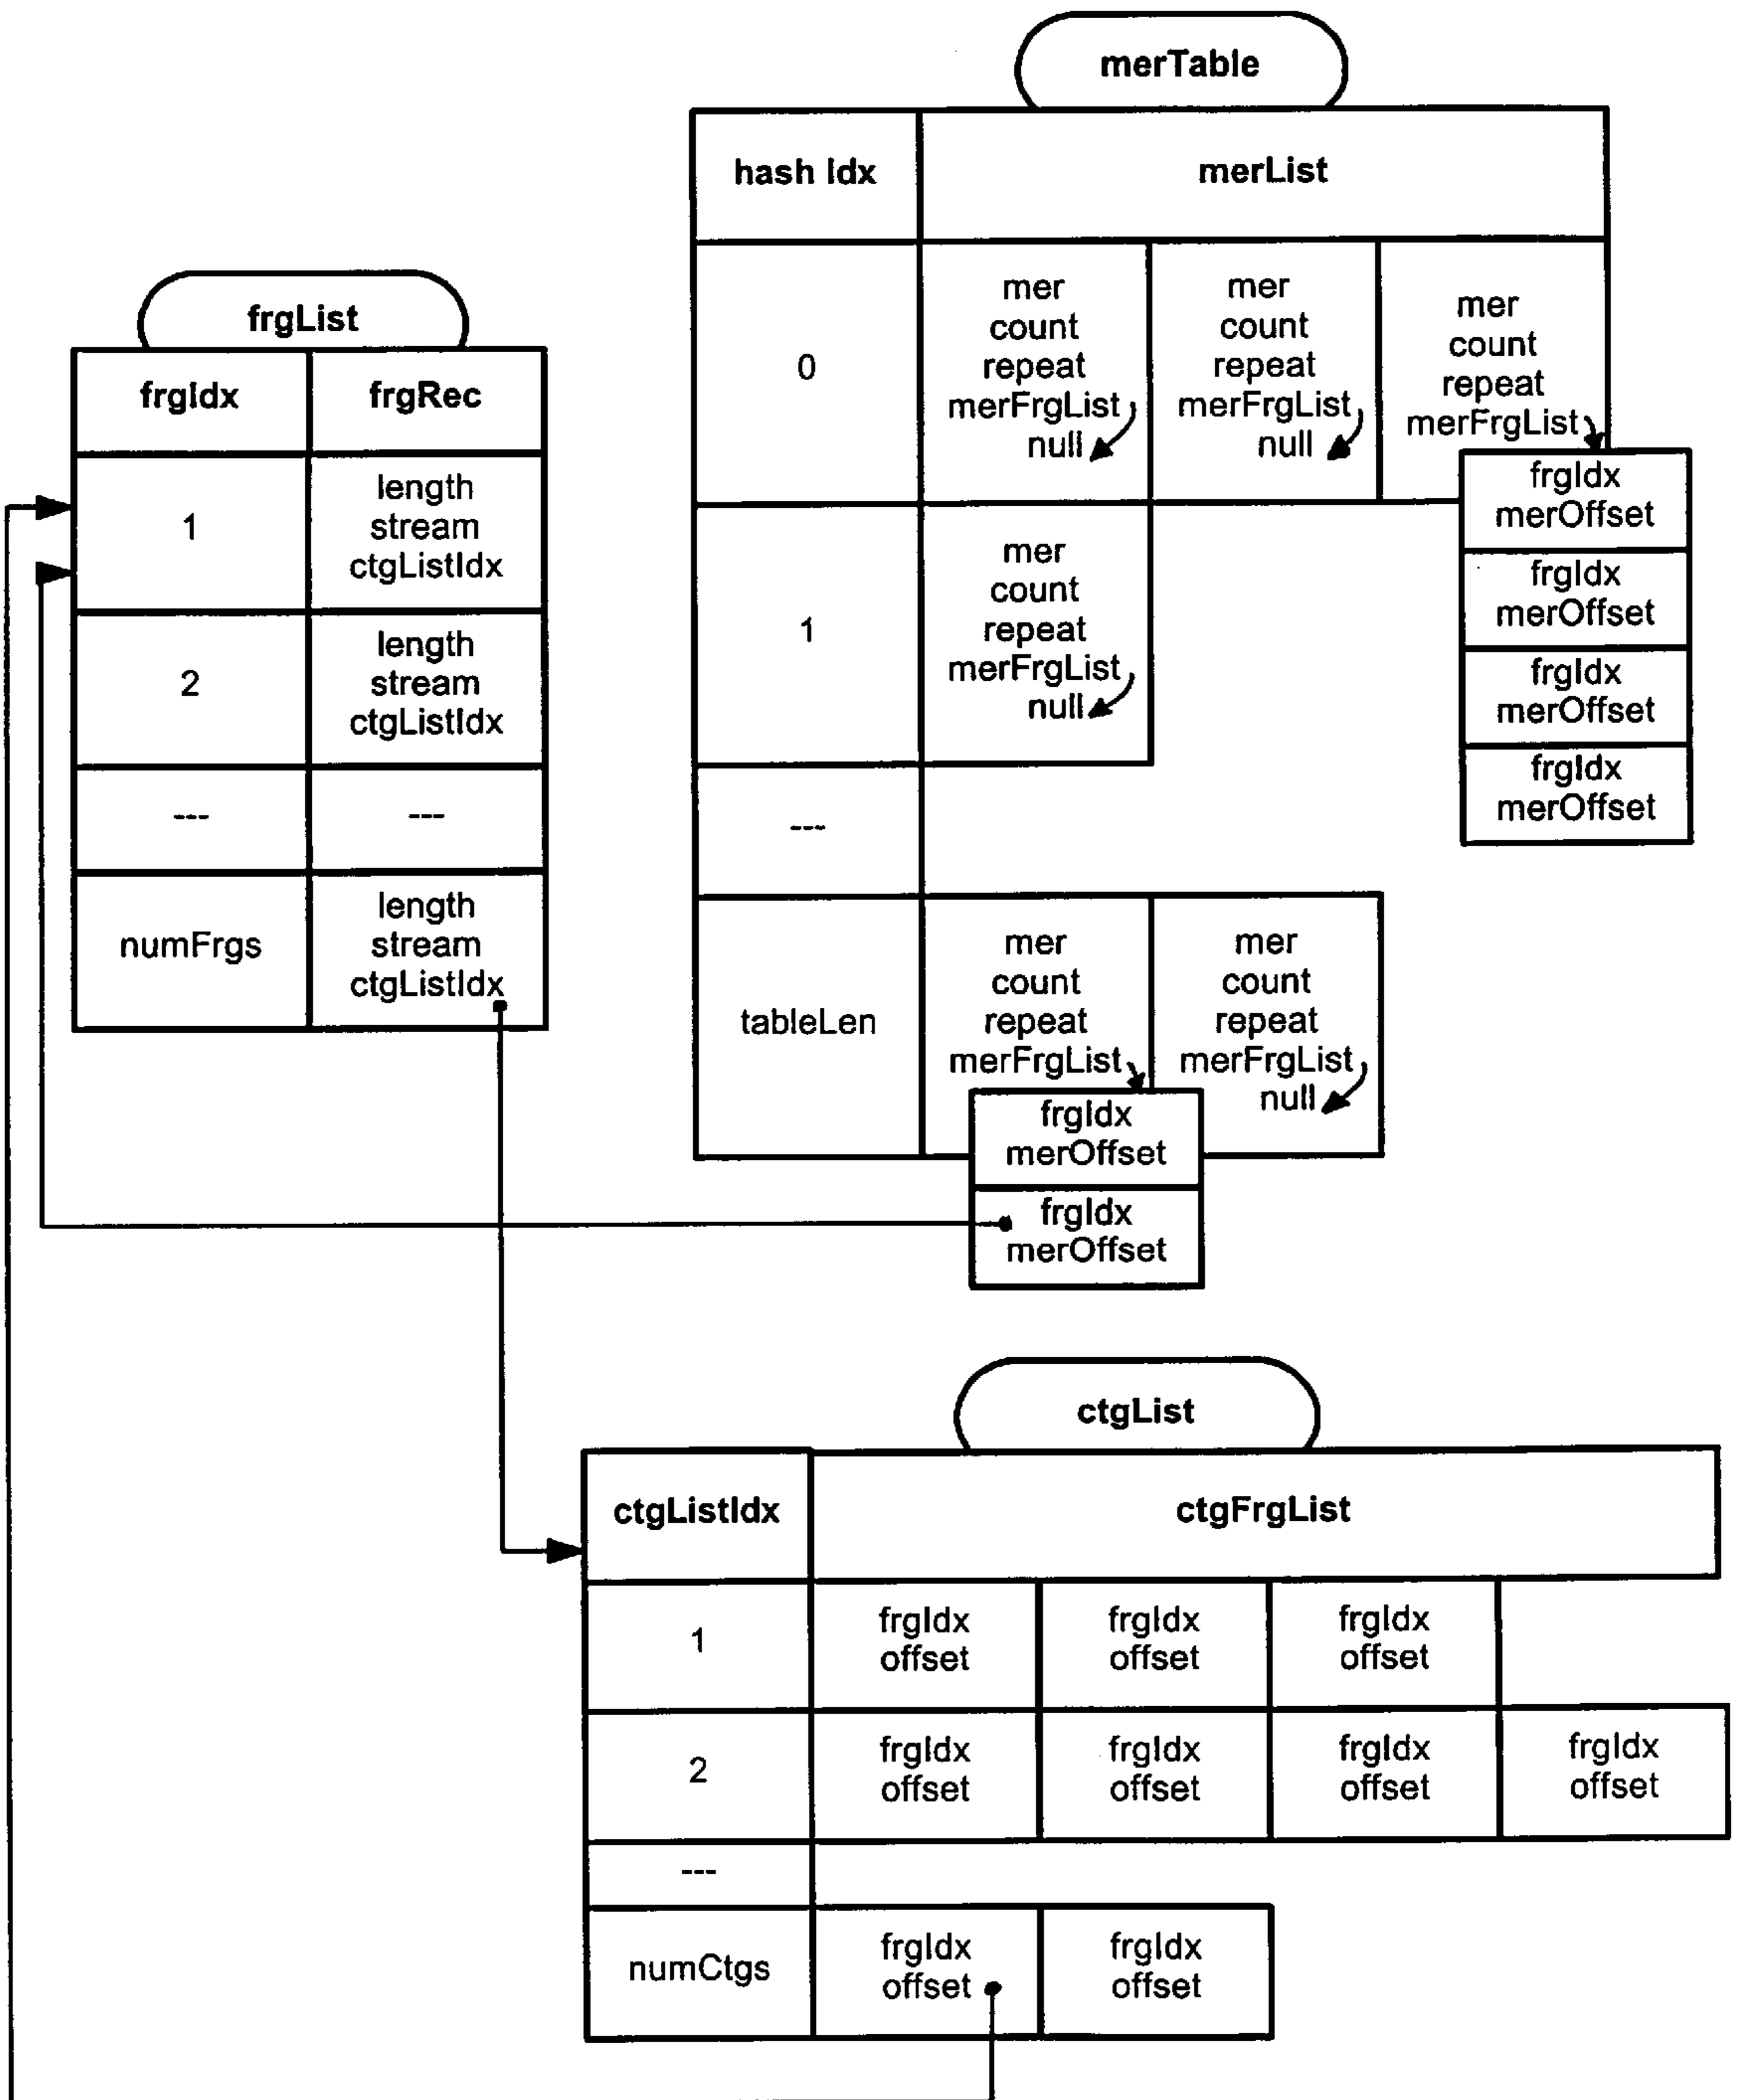 merTable
hash Idx
merList
0
mer
count
repeat
merFrgList
null
mer
count
repeat
merFrgList
null
mer
count
repeat
merFrgList
frgIdx
merOffset
frgIdx
merOffset
frgIdx
merOffset
frgIdx
merOffset
1
mer
count
repeat
merFrgList
null
---
tableLen
mer
count
repeat
merFrgList
frgIdx
merOffset
frgIdx
merOffset
mer
count
repeat
merFrgList
null
frgList
frgIdx
frgRec
1
length
stream
ctgListIdx
2
length
stream
ctgListIdx
---
---
numFrgs
length
stream
ctgListIdx
ctgList
ctgListIdx
ctgFrgList
1
frgIdx
offset
frgIdx
offset
frgIdx
offset
2
frgIdx
offset
frgIdx
offset
frgIdx
offset
frgIdx
offset
---
numCtgs
frgIdx
offset
frgIdx
offset